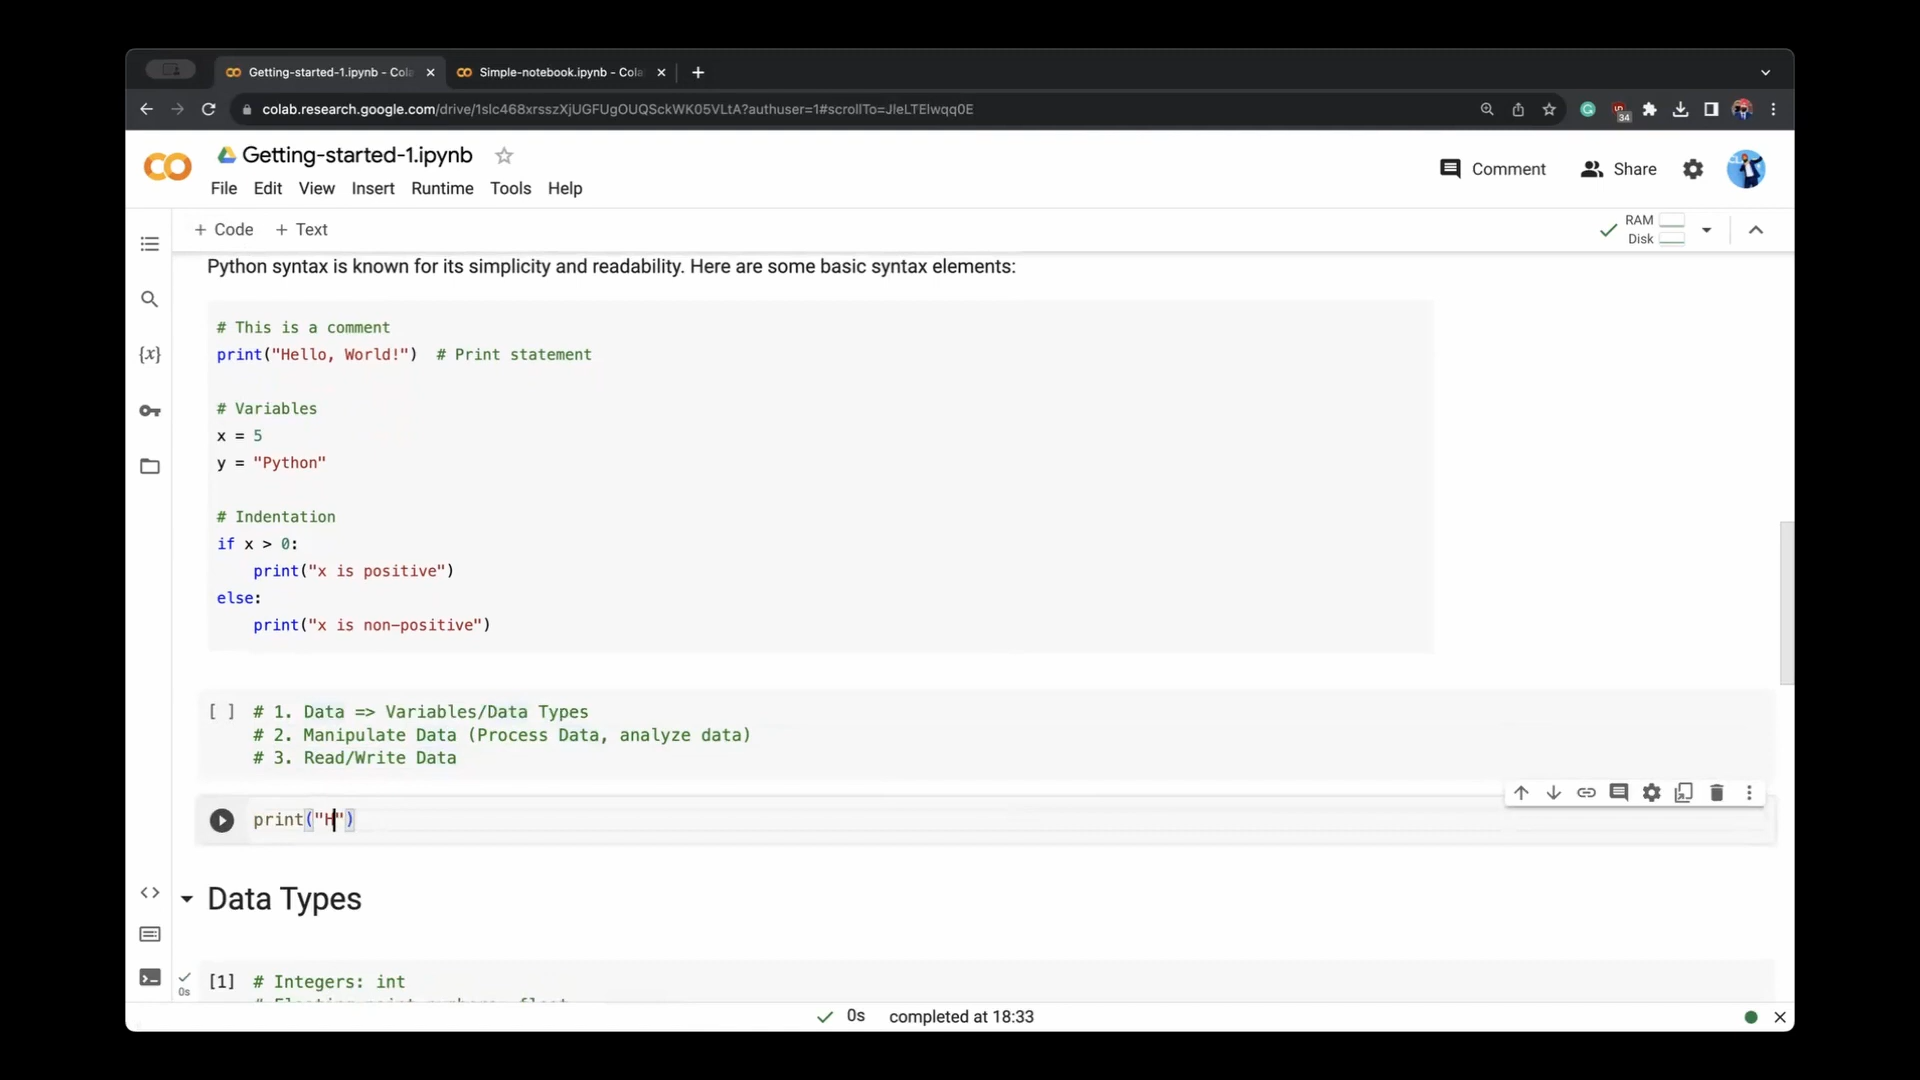 Getting-started-1.ipynb - Cola
Simple-notebook.ipynb - Cola
colab.research.google.com/drive/1slc468xrsszXjUGFUgOUQSckWK05VLtA?authuser=1#scrollTo=JleLTElwqq0E
34
Getting-started-1.ipynb
Comment
Share
File Edit View Insert Runtime Tools Help
+ Code + Text
RAM
Disk
Python syntax is known for its simplicity and readability. Here are some basic syntax elements:
# This is a comment
print("Hello, World!")  # Print statement
# Variables
x = 5
y = "Python"
# Indentation
if x > 0:
    print("x is positive")
else:
    print("x is non-positive")
[ ] # 1. Data => Variables/Data Types
# 2. Manipulate Data (Process Data, analyze data)
# 3. Read/Write Data
print("H")
Data Types
[1] # Integers: int
0s
# Floating-point numbers: float
0s completed at 18:33